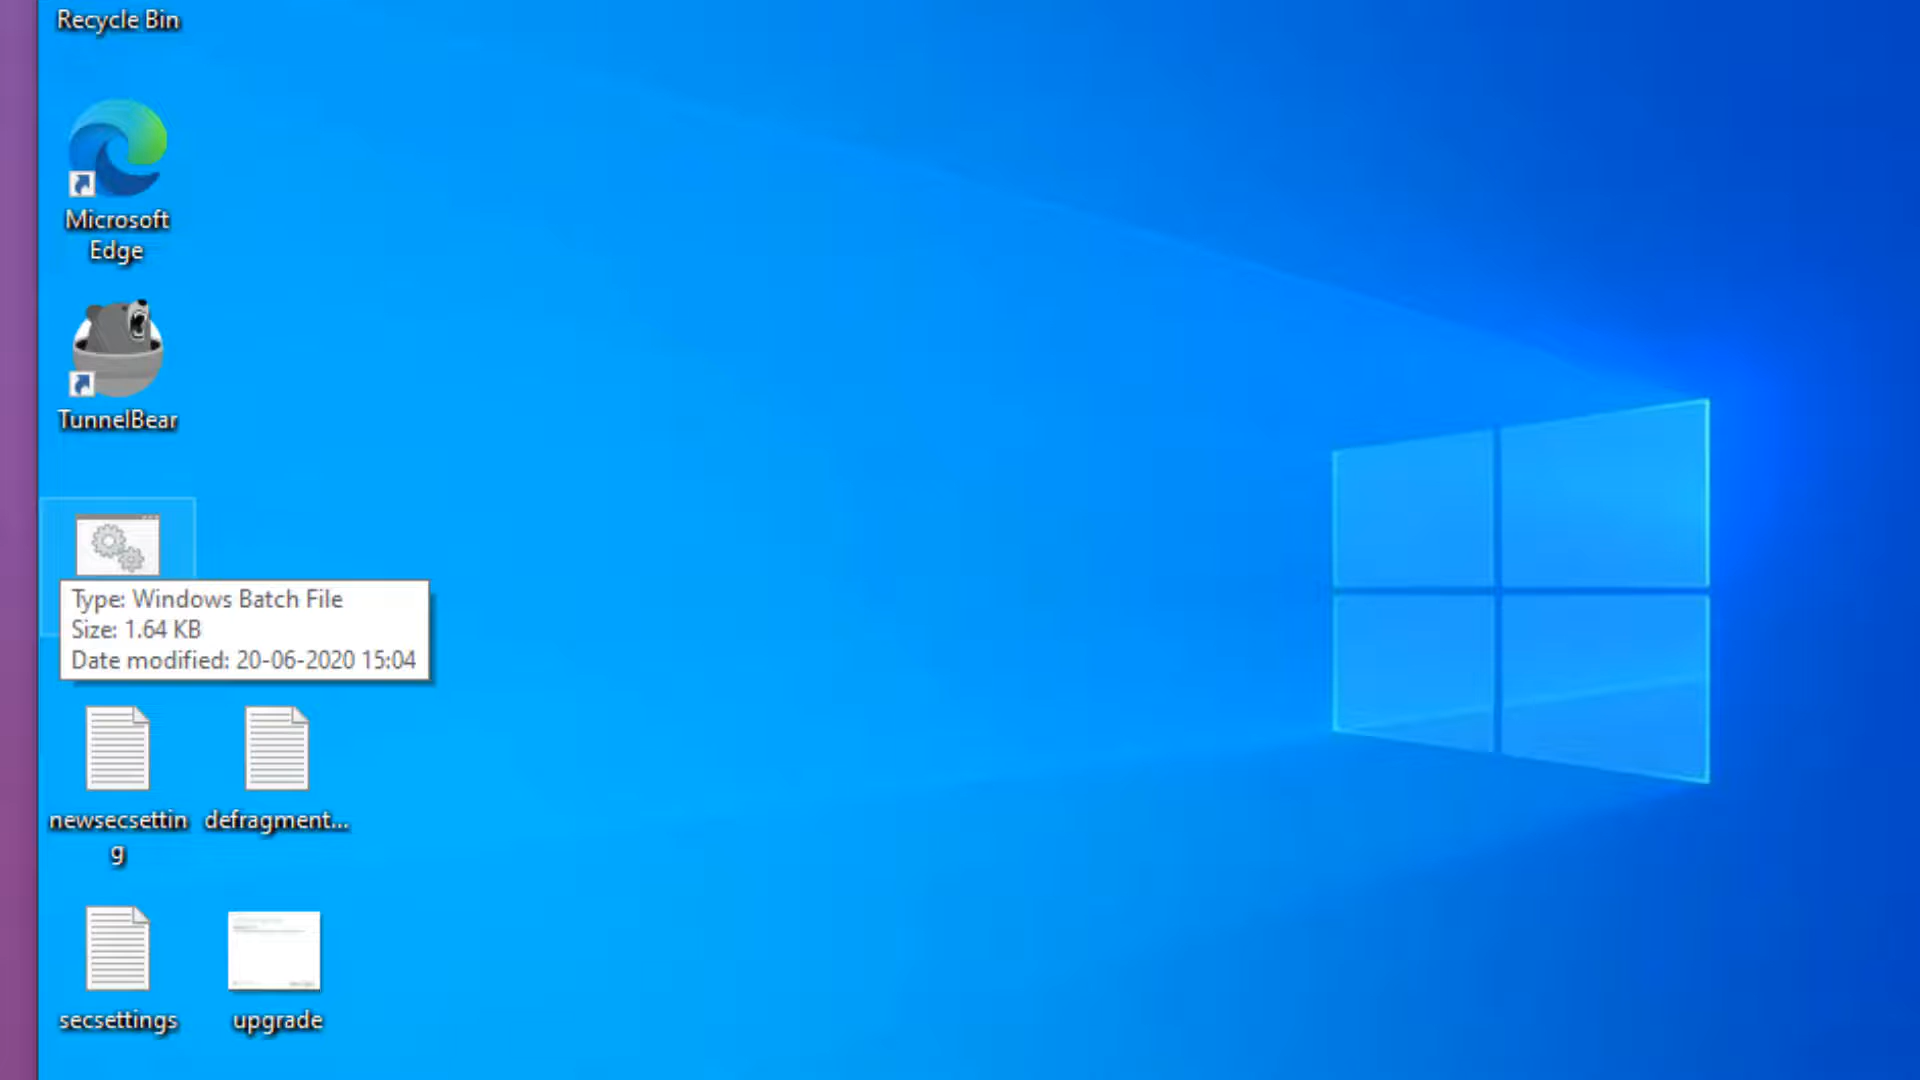 Recycle Bin
Microsoft
Edge
TunnelBear
Type: Windows Batch File
Size: 1.64 KB
Date modified: 20-06-2020 15:04
newsecsettin
g
defragment...
secsettings
upgrade